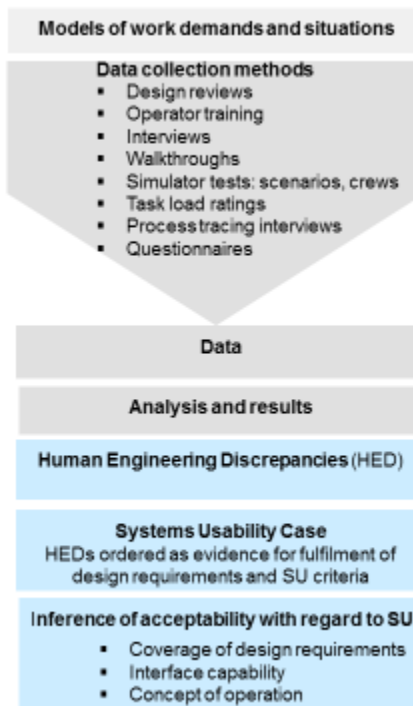 Models of work demands and situations
Data collection methods
▪ Design reviews
▪ Operator training
▪ Interviews
▪ Walkthroughs
▪ Simulator tests: scenarios, crews
▪ Task load ratings
▪ Process tracing interviews
▪ Questionnaires
Data
Analysis and results
Human Engineering Discrepancies (HED)
Systems Usability Case
HEDs ordered as evidence for fulfilment of
design requirements and SU criteria
Inference of acceptability with regard to SU
▪ Coverage of design requirements
▪ Interface capability
▪ Concept of operation